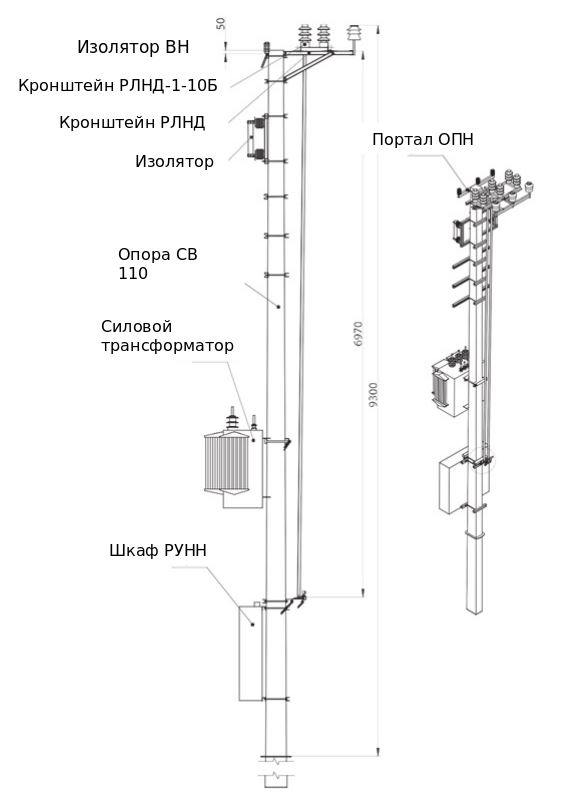 50
Изолятор ВН
Кронштейн РЛНД-1-10Б
Кронштейн РЛНД
Изолятор
Портал ОПН
Опора СВ
110
Силовой
трансформатор
6970
9300
Шкаф РУНН